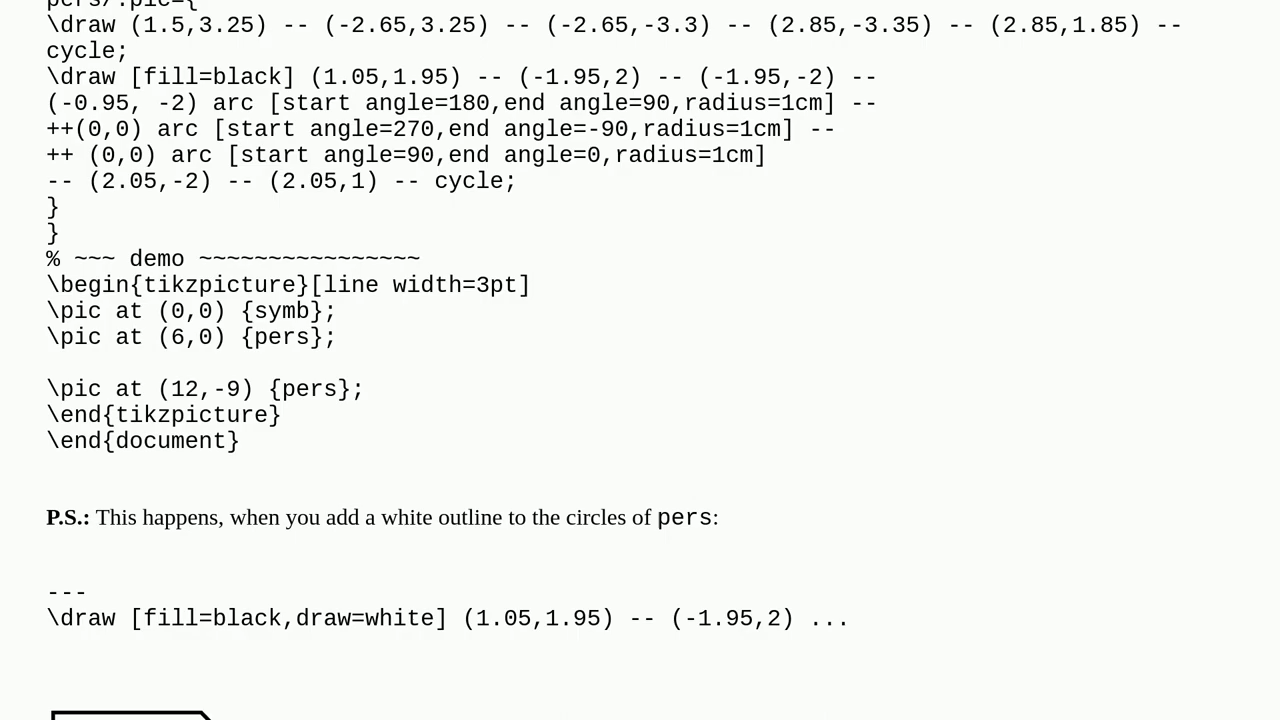 pers/.pic={
\draw (1.5,3.25) -- (-2.65,3.25) -- (-2.65,-3.3) -- (2.85,-3.35) -- (2.85,1.85) --
cycle;
\draw [fill=black] (1.05,1.95) -- (-1.95,2) -- (-1.95,-2) --
(-0.95, -2) arc [start angle=180,end angle=90,radius=1cm] --
++(0,0) arc [start angle=270,end angle=-90,radius=1cm] --
++ (0,0) arc [start angle=90,end angle=0,radius=1cm]
-- (2.05,-2) -- (2.05,1) -- cycle;
}
}
% ~~~ demo ~~~~~~~~~~~~~~~~
\begin{tikzpicture}[line width=3pt]
\pic at (0,0) {symb};
\pic at (6,0) {pers};
\pic at (12,-9) {pers};
\end{tikzpicture}
\end{document}
P.S.: This happens, when you add a white outline to the circles of pers:
---
\draw [fill=black,draw=white] (1.05,1.95) -- (-1.95,2) ...